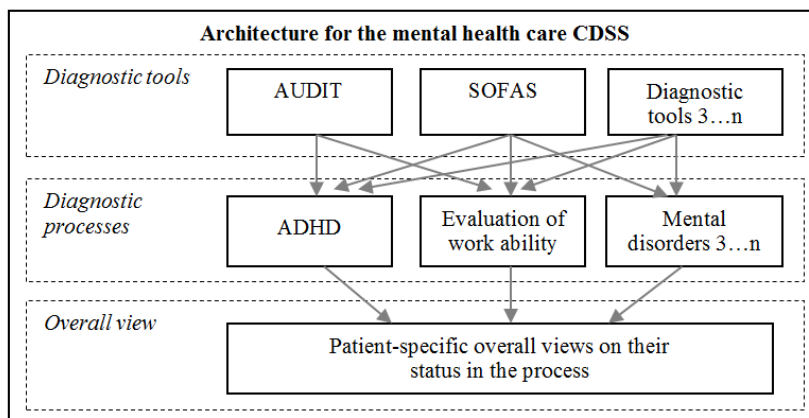 Architecture for the mental health care CDSS
Diagnostic tools
AUDIT
SOFAS
Diagnostic
tools 3…n
Diagnostic
processes
ADHD
Evaluation of
work ability
Mental
disorders 3…n
Overall view
Patient-specific overall views on their
status in the process